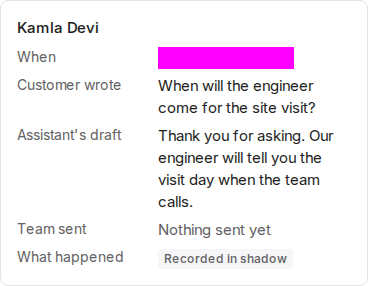 Kamla Devi
When
Customer wrote
When will the engineer
come for the site visit?
Assistant's draft
Thank you for asking. Our
engineer will tell you the
visit day when the team
calls.
Team sent
Nothing sent yet
What happened
Recorded in shadow